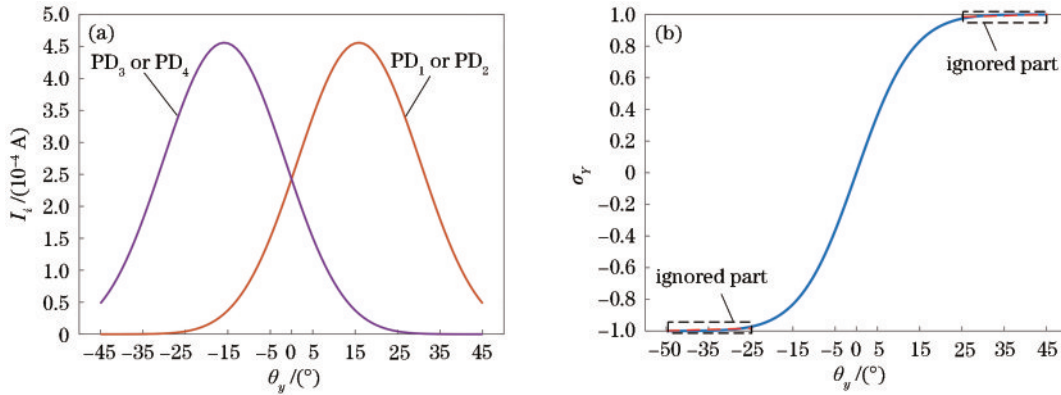 (a)
5.0
4.5
4.0
3.5
3.0
2.5
2.0
1.5
1.0
0.5
0
I_i /(10⁻⁴ A)
PD₃ or PD₄
PD₁ or PD₂
−45 −35 −25 −15 −5 0 5 15 25 35 45
θ_y /(°)
(b)
1.0
0.8
0.6
0.4
0.2
0
−0.2
−0.4
−0.6
−0.8
−1.0
σ_Y
ignored part
ignored part
−50 −35 −25 −15 −5 0 5 15 25 35 45
θ_y /(°)